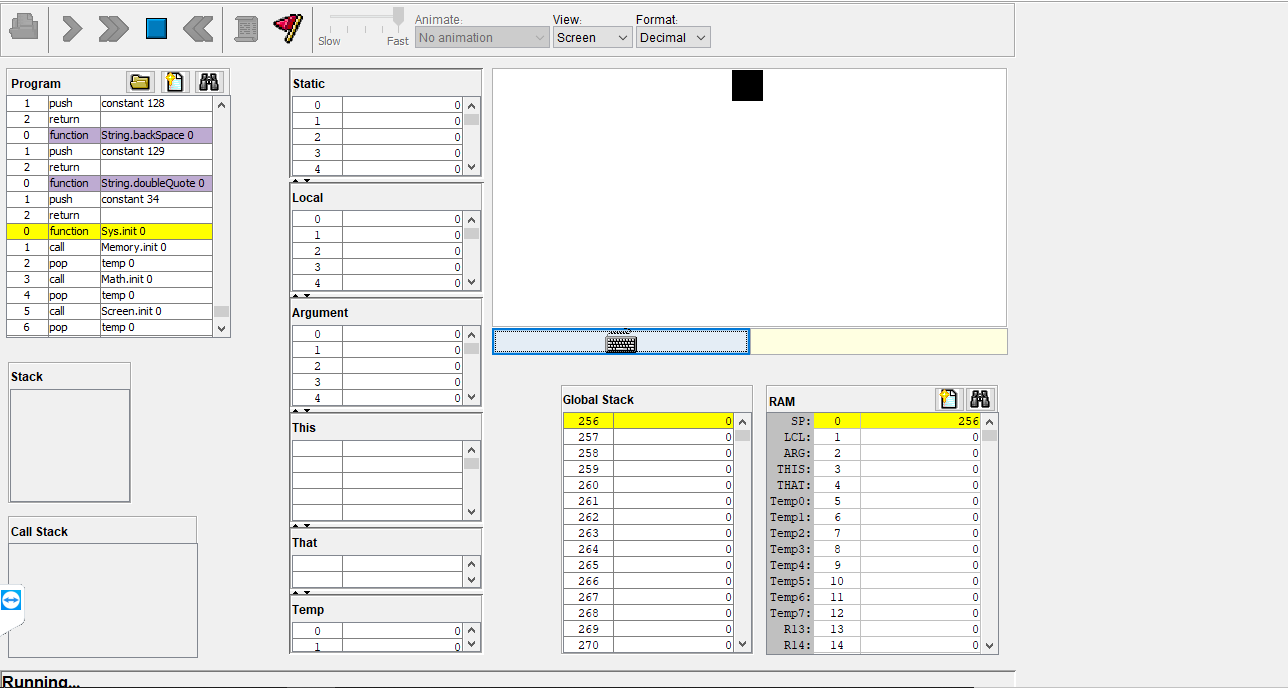 Animate: View: Format:
Slow Fast No animation Screen Decimal
Program
1 push constant 128
2 return
0 function String.backSpace 0
1 push constant 129
2 return
0 function String.doubleQuote 0
1 push constant 34
2 return
0 function Sys.init 0
1 call Memory.init 0
2 pop temp 0
3 call Math.init 0
4 pop temp 0
5 call Screen.init 0
6 pop temp 0
Stack
Call Stack
Static
0 0
1 0
2 0
3 0
4 0
Local
0 0
1 0
2 0
3 0
4 0
Argument
0 0
1 0
2 0
3 0
4 0
This
That
Temp
0 0
1 0
Global Stack
256 0
257 0
258 0
259 0
260 0
261 0
262 0
263 0
264 0
265 0
266 0
267 0
268 0
269 0
270 0
RAM
SP: 0 256
LCL: 1 0
ARG: 2 0
THIS: 3 0
THAT: 4 0
Temp0: 5 0
Temp1: 6 0
Temp2: 7 0
Temp3: 8 0
Temp4: 9 0
Temp5: 10 0
Temp6: 11 0
Temp7: 12 0
R13: 13 0
R14: 14 0
Running...